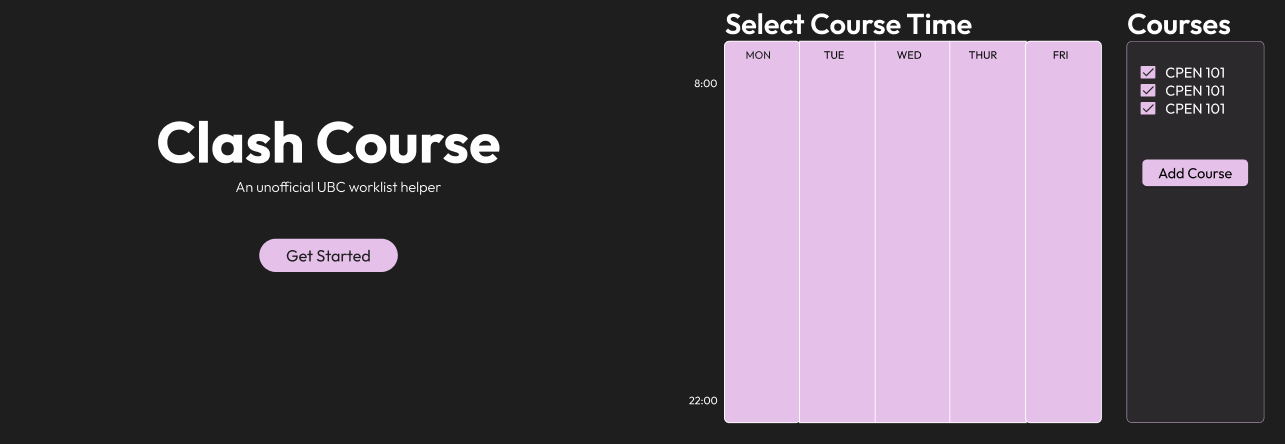 Clash Course
An unofficial UBC worklist helper
Get Started
Select Course Time
MON TUE WED THUR FRI
8:00
22:00
Courses
CPEN 101
CPEN 101
CPEN 101
Add Course